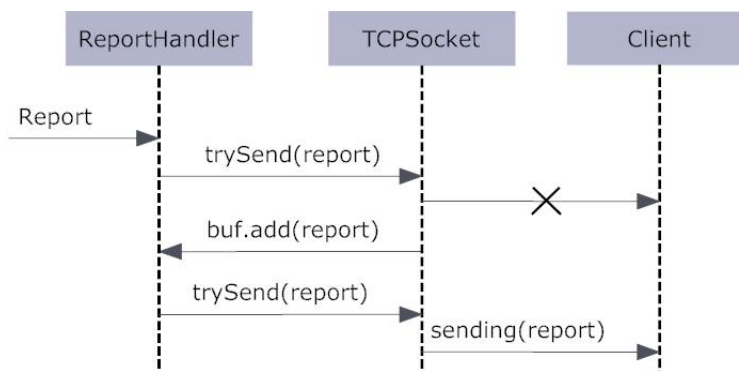 ReportHandler
TCPSocket
Client
Report
trySend(report)
buf.add(report)
trySend(report)
sending(report)